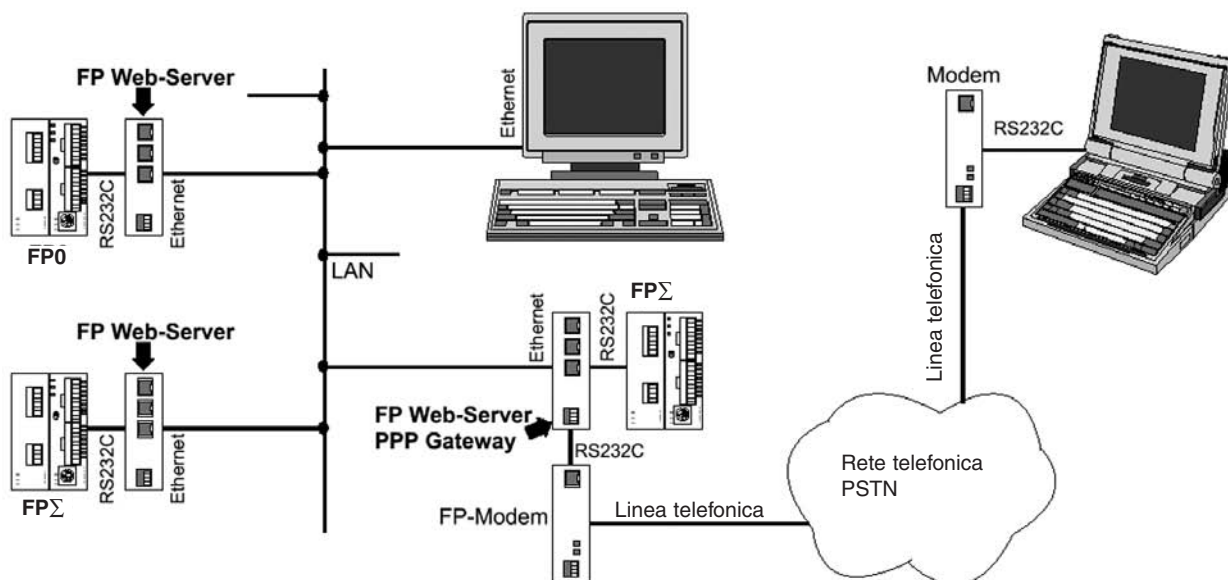 FP Web-Server
FP0
RS232C
Ethernet
Ethernet
LAN
Modem
RS232C
Linea telefonica
FP Web-Server
FPΣ
RS232C
Ethernet
Ethernet
RS232C
FPΣ
FP Web-Server
PPP Gateway
RS232C
FP-Modem
Linea telefonica
Rete telefonica
PSTN